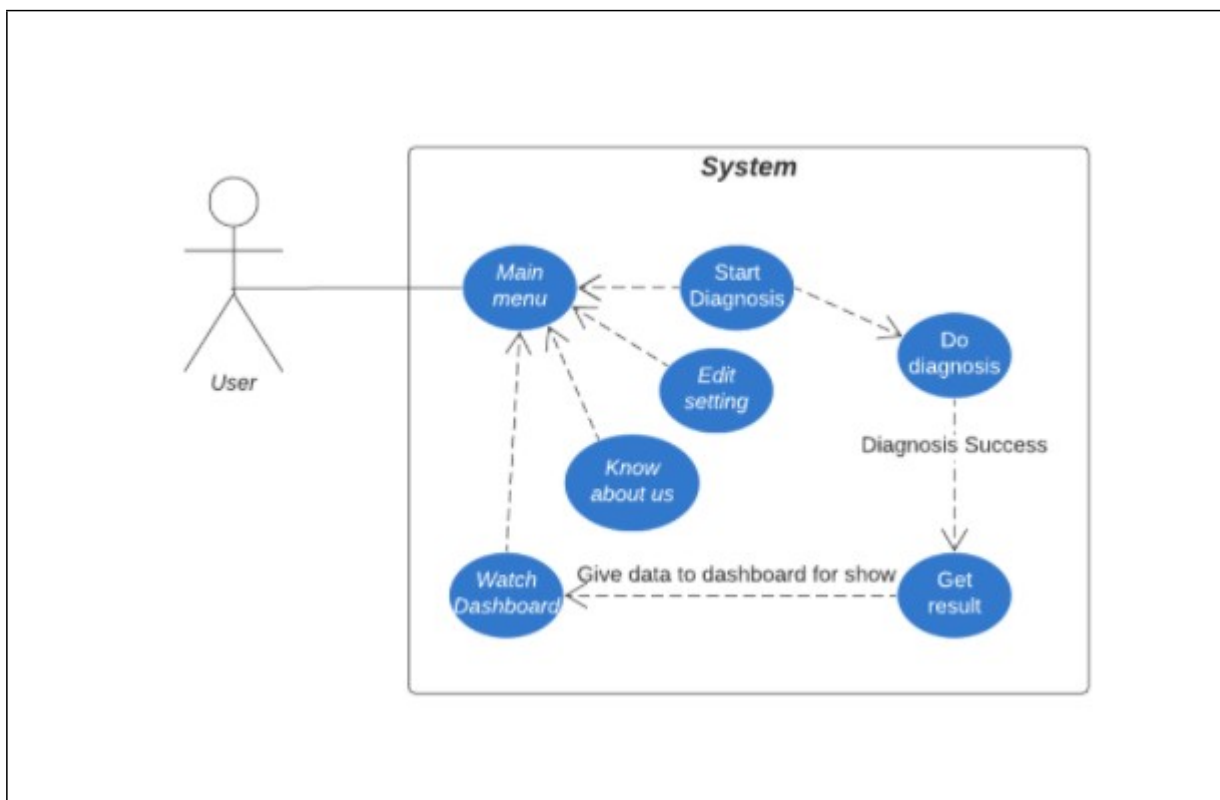 System
Main
menu
Start
Diagnosis
Do
diagnosis
User
Edit
setting
Diagnosis Success
Know
about us
Give data to dashboard for show
Watch
Dashboard
Get
result